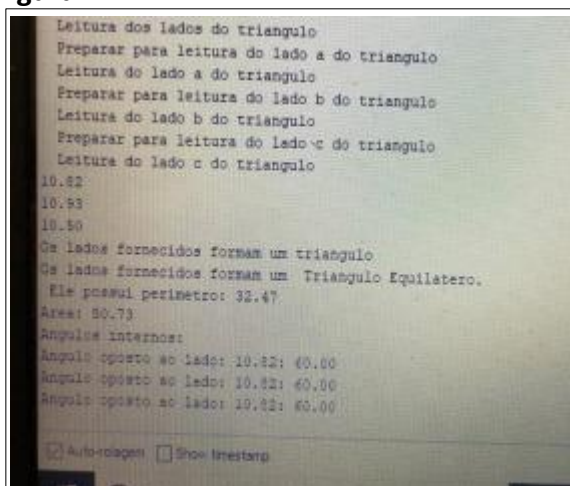 Leitura dos lados do triangulo
Preparar para leitura do lado a do triangulo
Leitura do lado a do triangulo
Preparar para leitura do lado b do triangulo
Leitura do lado b do triangulo
Preparar para leitura do lado c do triangulo
Leitura do lado c do triangulo
10.82
10.93
10.50
Os lados fornecidos formam um triangulo
Os lados fornecidos formam um Triangulo Equilatero.
Ele possui perimetro: 32.47
Area: 50.73
Angulos internos:
Angulo oposto ao lado: 10.82: 60.00
Angulo oposto ao lado: 10.82: 60.00
Angulo oposto ao lado: 10.82: 60.00
Auto-rolagem Show timestamp